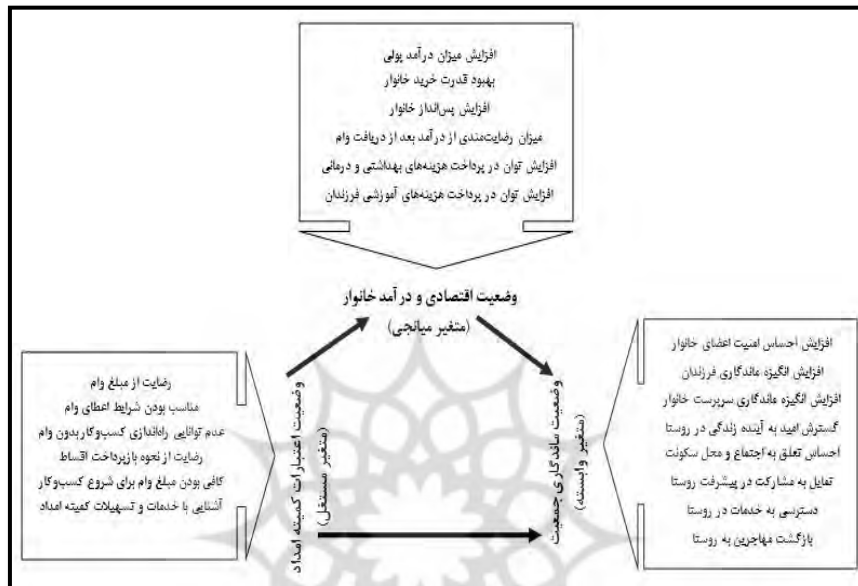 افزایش میزان درآمد پولی
بهبود قدرت خرید خانوار
افزایش پس‌انداز خانوار
میزان رضایت‌مندی از درآمد بعد از دریافت وام
افزایش توان در پرداخت هزینه‌های بهداشتی و درمانی
افزایش توان در پرداخت هزینه‌های آموزشی فرزندان
وضعیت اقتصادی و درآمد خانوار
(متغیر میانجی)
افزایش احساس امنیت اعضای خانوار
افزایش انگیزه ماندگاری فرزندان
افزایش انگیزه ماندگاری سرپرست خانوار
گسترش امید به آینده زندگی در روستا
احساس تعلق به اجتماع و محل سکونت
تمایل به مشارکت در پیشرفت روستا
دسترسی به خدمات در روستا
بازگشت مهاجرین به روستا
وضعیت ماندگاری جمعیت
(متغیر وابسته)
وضعیت اعتبارات کمیته امداد
(متغیر مستقل)
رضایت از مبلغ وام
مناسب بودن شرایط اعطای وام
عدم توانایی راه‌اندازی کسب‌وکار بدون وام
رضایت از نحوه بازپرداخت اقساط
کافی بودن مبلغ وام برای شروع کسب‌وکار
آشنایی با خدمات و تسهیلات کمیته امداد